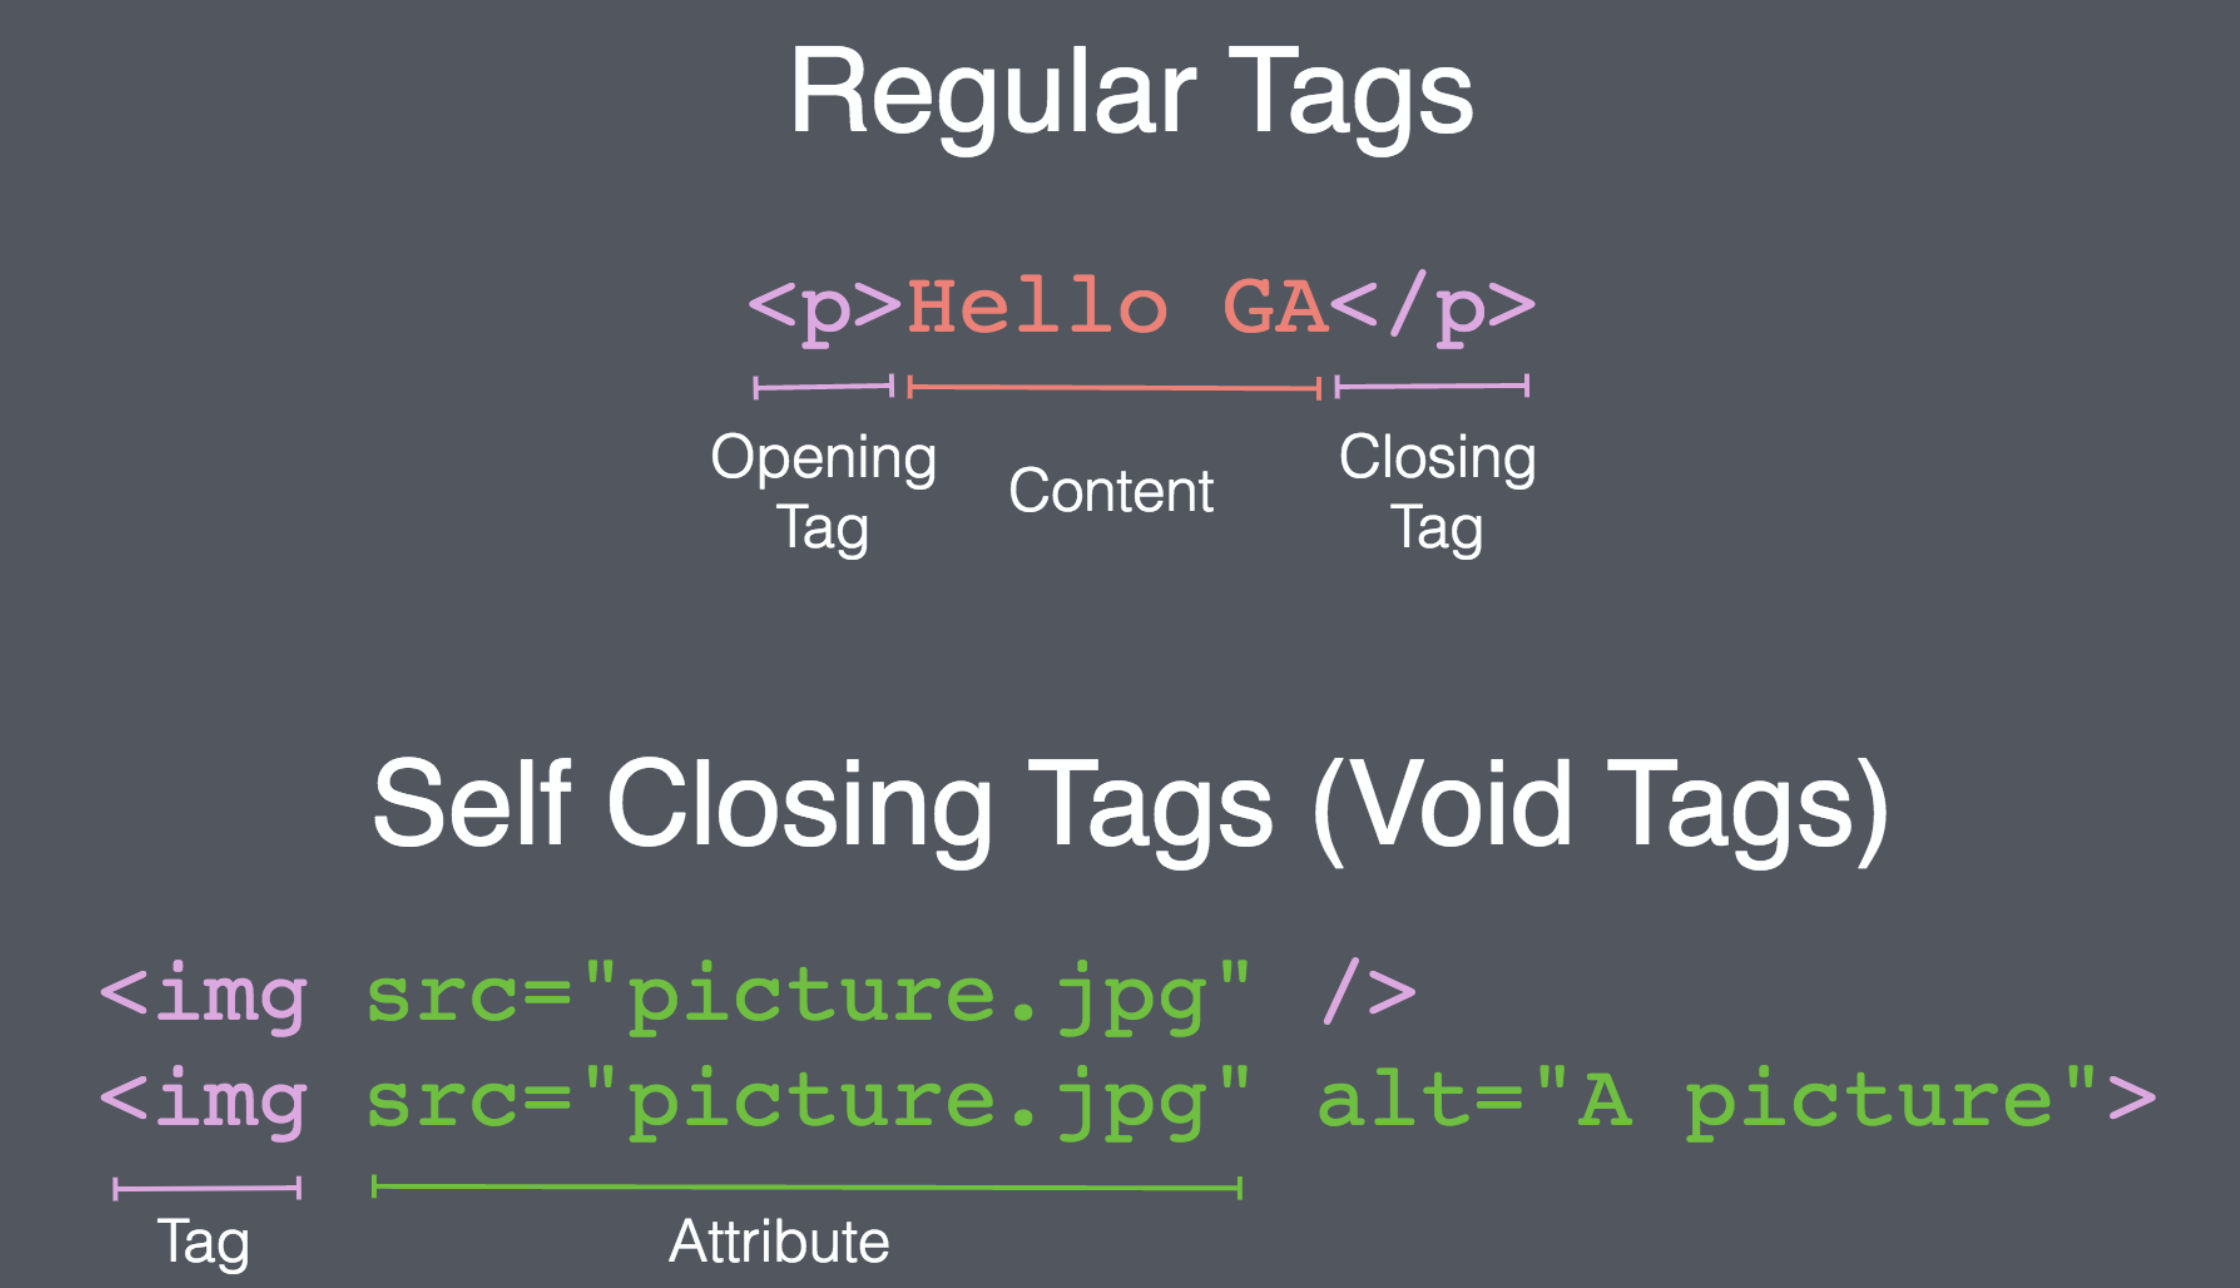 Regular Tags
<p>Hello GA</p>
Opening Tag
Content
Closing Tag
Self Closing Tags (Void Tags)
<img src="picture.jpg" />
<img src="picture.jpg" alt="A picture">
Tag
Attribute